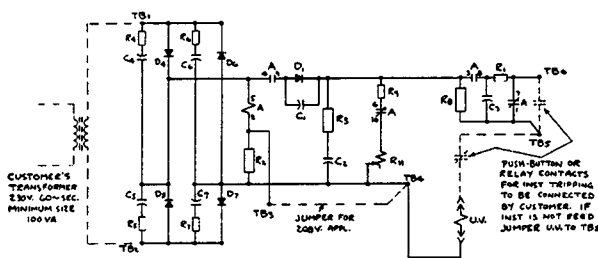 TB1
R4
R6
C4
C6
D4
D6
A
D1
C1
A
R1
TB6
5
A
R2
R3
R9
A
R8
C3
A
C2
R11
TB5
TB4
CUSTOMER'S
TRANSFORMER
230V. 60~SEC.
MINIMUM SIZE
100 VA
C5
D5
C7
D7
R5
R7
TB2
TB3
JUMPER FOR
208V. APPL.
U.V.
PUSH-BUTTON OR
RELAY CONTACTS
FOR INST TRIPPING
TO BE CONNECTED
BY CUSTOMER. IF
INST IS NOT REQD
JUMPER U.V. TO TB5